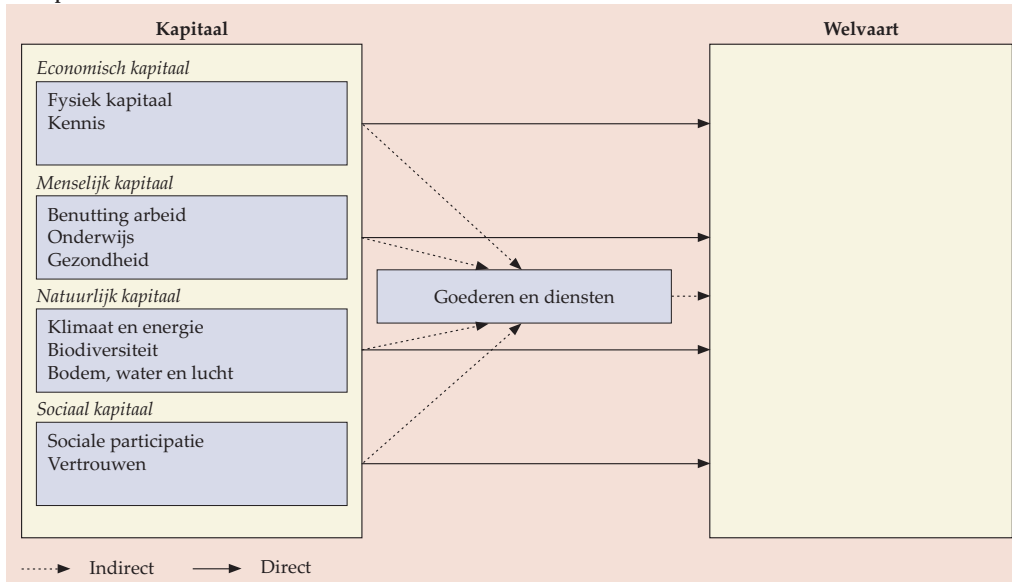 Kapitaal
Welvaart
Economisch kapitaal
Fysiek kapitaal
Kennis
Menselijk kapitaal
Benutting arbeid
Onderwijs
Gezondheid
Natuurlijk kapitaal
Klimaat en energie
Biodiversiteit
Bodem, water en lucht
Sociaal kapitaal
Sociale participatie
Vertrouwen
Goederen en diensten
Indirect
Direct